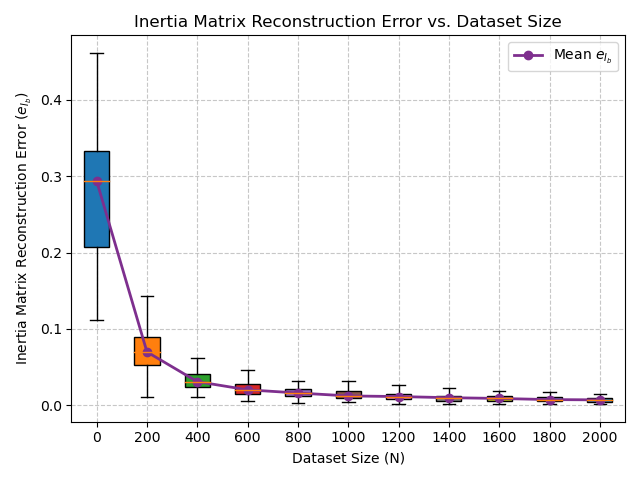 Inertia Matrix Reconstruction Error vs. Dataset Size
Mean $e_{I_b}$
Inertia Matrix Reconstruction Error ($e_{I_b}$)
0.4
0.3
0.2
0.1
0.0
0 200 400 600 800 1000 1200 1400 1600 1800 2000
Dataset Size (N)